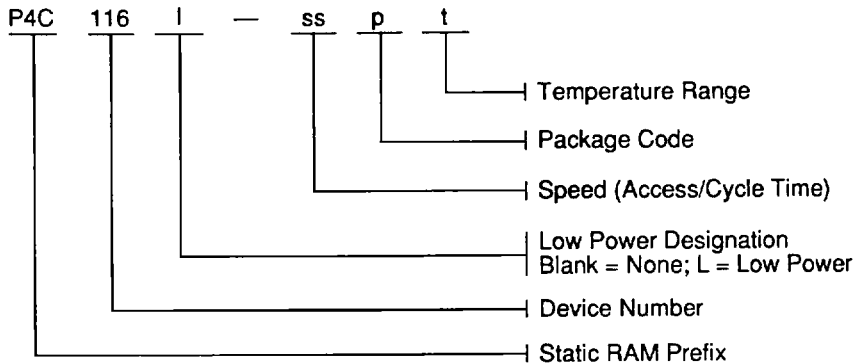 P4C 116 l — ss p t
Temperature Range
Package Code
Speed (Access/Cycle Time)
Low Power Designation
Blank = None; L = Low Power
Device Number
Static RAM Prefix